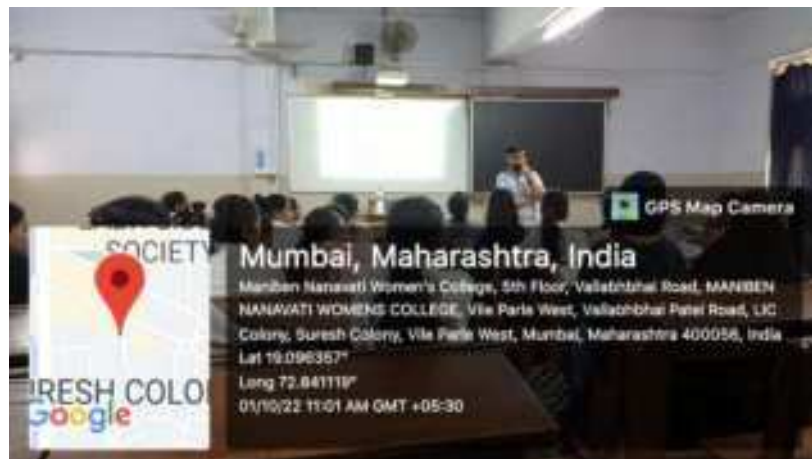 GPS Map Camera
SOCIETY
RESH COLO
Google
Mumbai, Maharashtra, India
Maniben Nanavati Women's College, 5th Floor, Vallabhbhai Road, MANIBEN
NANAVATI WOMENS COLLEGE, Vile Parle West, Vallabhbhai Patel Road, LIC
Colony, Suresh Colony, Vile Parle West, Mumbai, Maharashtra 400056, India
Lat 19.096357°
Long 72.841119°
01/10/22 11:01 AM GMT +05:30